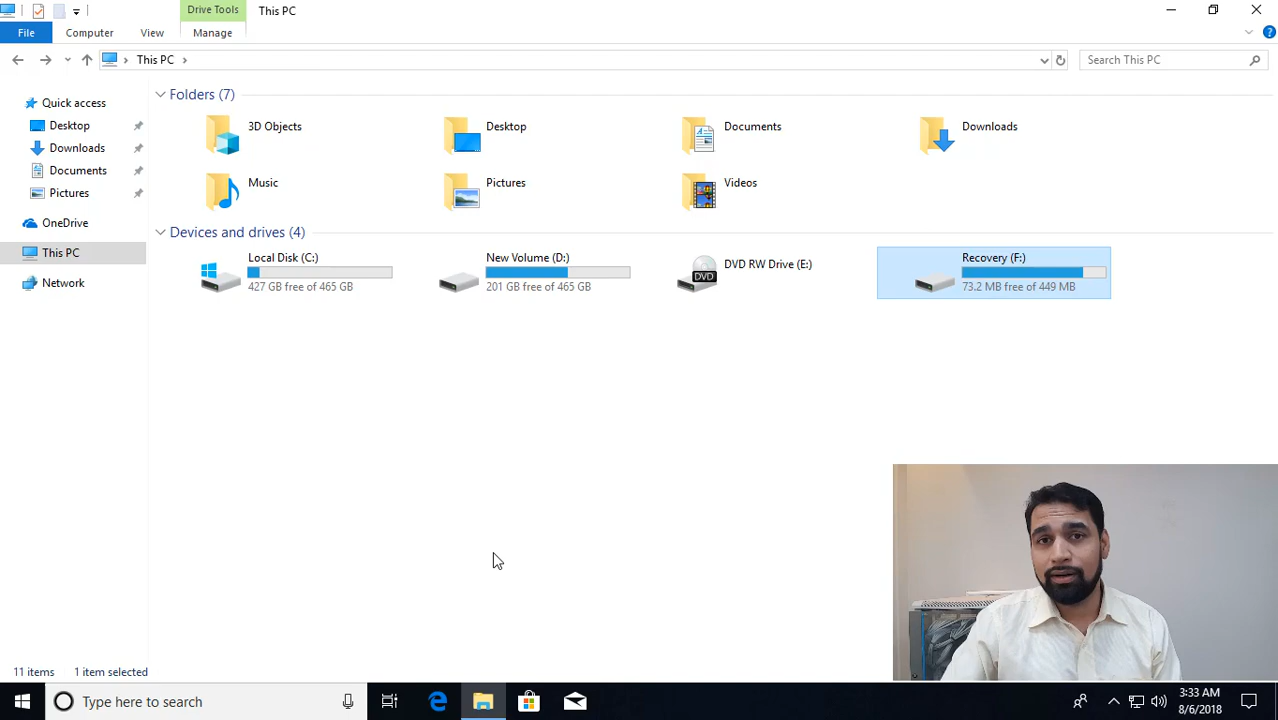 Drive Tools
This PC
File
Computer
View
Manage
This PC
Search This PC
Quick access
Desktop
Downloads
Documents
Pictures
OneDrive
This PC
Network
Folders (7)
3D Objects
Desktop
Documents
Downloads
Music
Pictures
Videos
Devices and drives (4)
Local Disk (C:)
427 GB free of 465 GB
New Volume (D:)
201 GB free of 465 GB
DVD
DVD RW Drive (E:)
Recovery (F:)
73.2 MB free of 449 MB
11 items
1 item selected
Type here to search
3:33 AM
8/6/2018